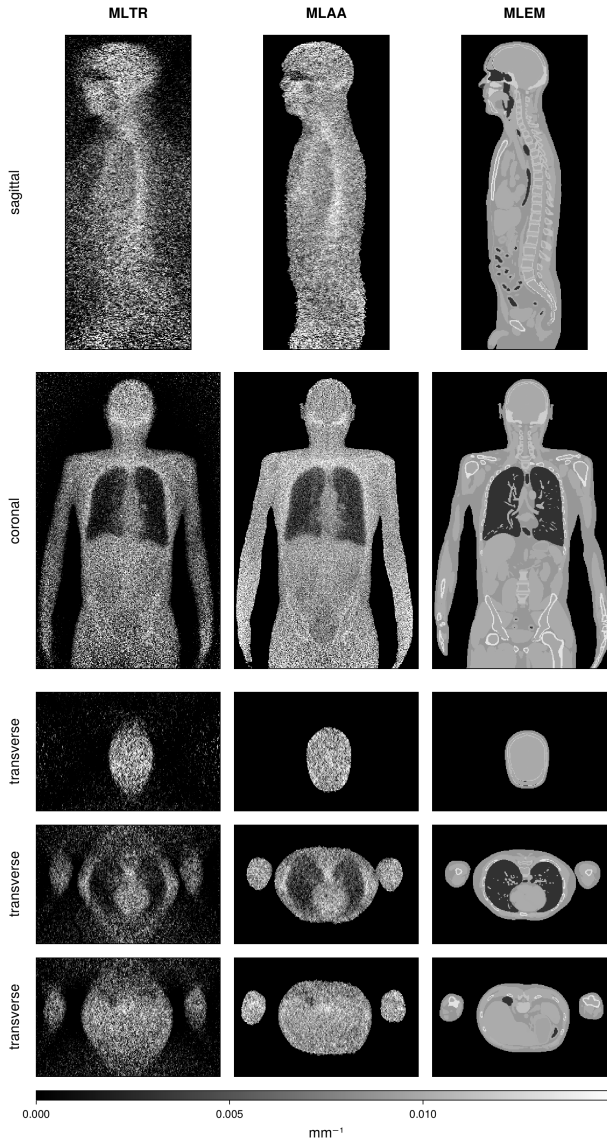 MLTR MLAA MLEM
sagittal
coronal
transverse
transverse
transverse
0.000 0.005 0.010
mm⁻¹